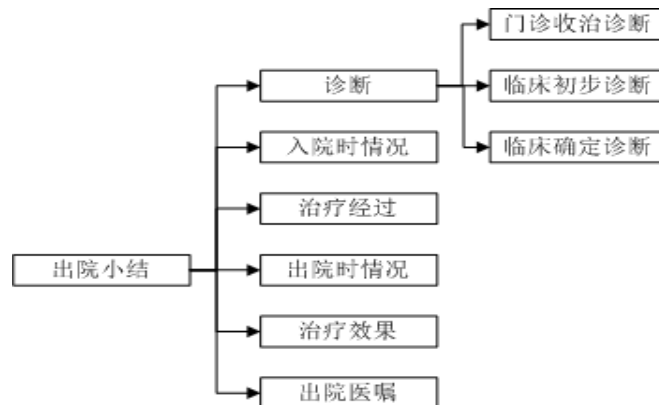 门诊收治诊断
诊断
临床初步诊断
入院时情况
临床确定诊断
治疗经过
出院小结
出院时情况
治疗效果
出院医嘱